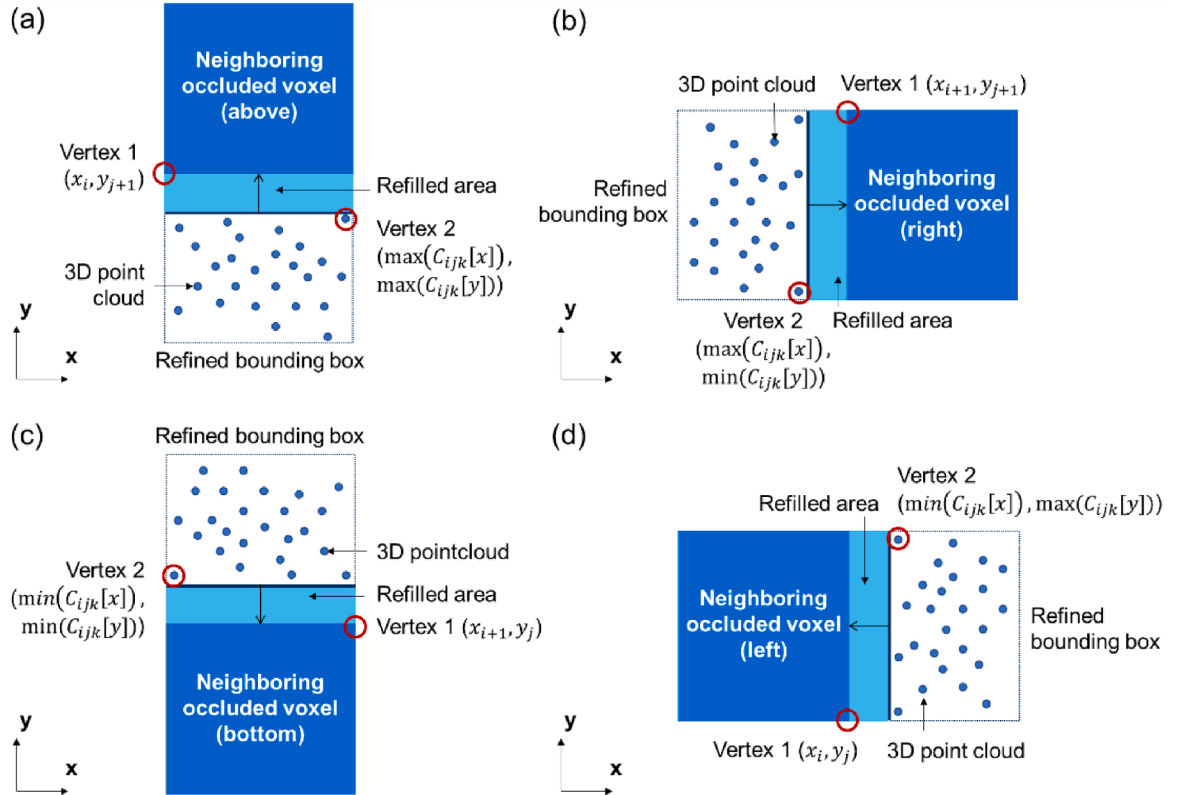 (a)
Neighboring
occluded voxel
(above)
Vertex 1
(x_i, y_{j+1})
Refilled area
Vertex 2
(max(C_{ijk}[x]),
max(C_{ijk}[y]))
3D point
cloud
y
x
Refined bounding box
(b)
3D point cloud
Vertex 1 (x_{i+1}, y_{j+1})
Refined
bounding box
Neighboring
occluded voxel
(right)
Vertex 2
(max(C_{ijk}[x]),
min(C_{ijk}[y]))
Refilled area
y
x
(c)
Refined bounding box
3D pointcloud
Vertex 2
(min(C_{ijk}[x]),
min(C_{ijk}[y]))
Refilled area
Vertex 1 (x_{i+1}, y_j)
Neighboring
occluded voxel
(bottom)
y
x
(d)
Vertex 2
(min(C_{ijk}[x]), max(C_{ijk}[y]))
Refilled area
Neighboring
occluded voxel
(left)
Refined
bounding box
Vertex 1 (x_i, y_j)
3D point cloud
y
x